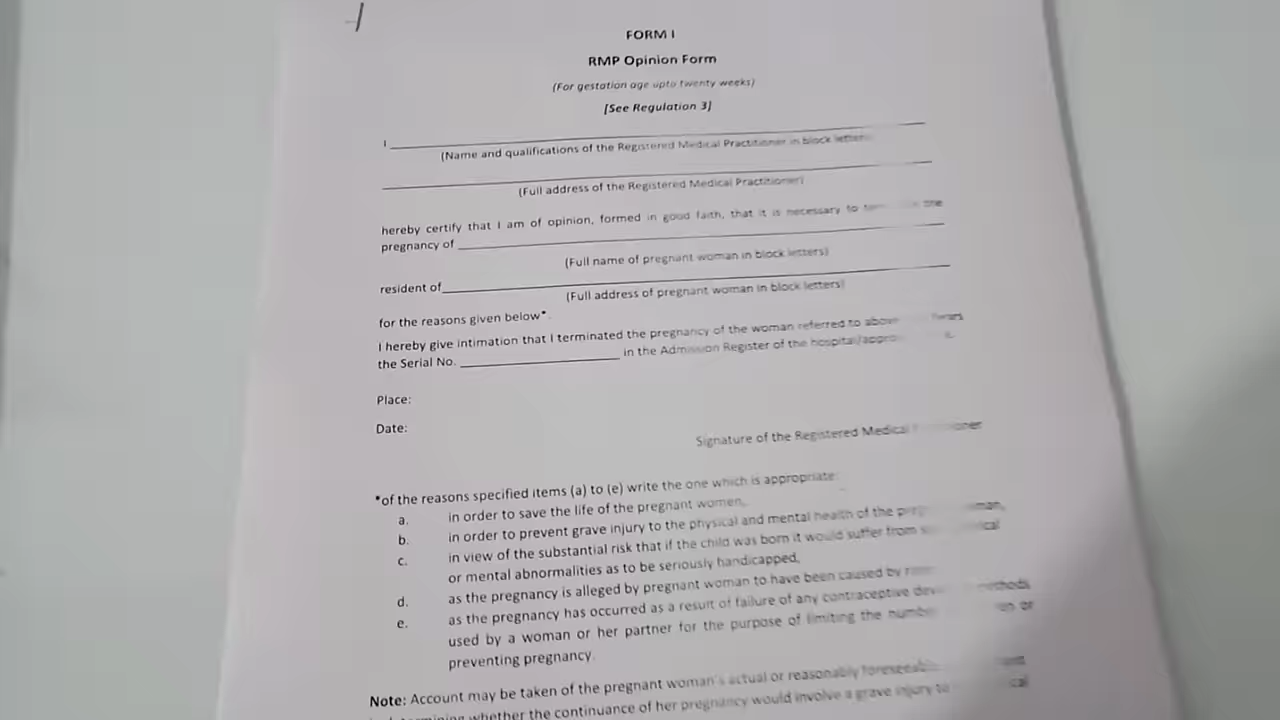 FORM I
RMP Opinion Form
(For gestation age upto twenty weeks)
[See Regulation 3]
I
(Name and qualifications of the Registered Medical Practitioner in block letters
(Full address of the Registered Medical Practitioner)
hereby certify that I am of opinion, formed in good faith, that it is necessary to the
pregnancy of
(Full name of pregnant woman in block letters)
resident of
(Full address of pregnant woman in block letters)
for the reasons given below*.
I hereby give intimation that I terminated the pregnancy of the woman referred to above bears
the Serial No. in the Admission Register of the hospital/
Place:
Date:
Signature of the Registered Medical
*of the reasons specified items (a) to (e) write the one which is appropriate:
a. in order to save the life of the pregnant women,
b. in order to prevent grave injury to the physical and mental health of the
c. in view of the substantial risk that if the child was born it would suffer from
or mental abnormalities as to be seriously handicapped,
d. as the pregnancy is alleged by pregnant woman to have been caused by
e. as the pregnancy has occurred as a result of failure of any contraceptive methods
used by a woman or her partner for the purpose of limiting the or
preventing pregnancy.
Note: Account may be taken of the pregnant woman's actual or reasonably foreseeable
whether the continuance of her pregnancy would involve a grave injury to